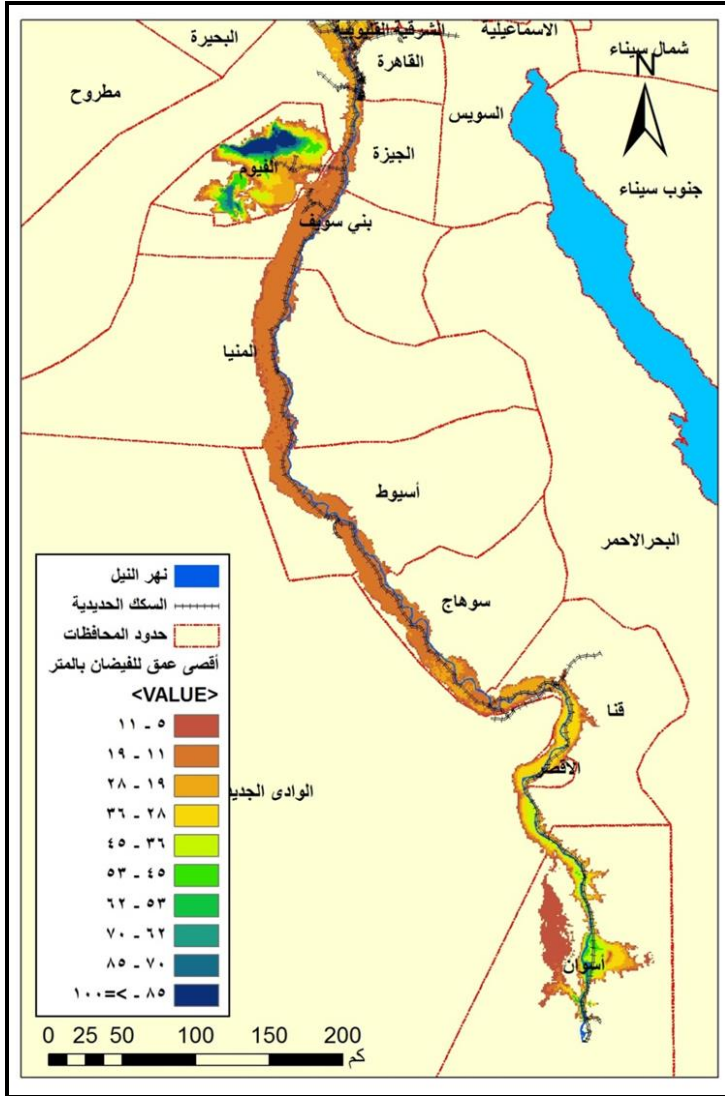 البحيرة
الشرقية
القليوبية
الاسماعيلية
شمال سيناء
N
القاهرة
مطروح
السويس
الجيزة
الفيوم
جنوب سيناء
بني سويف
المنيا
أسيوط
البحر الاحمر
سوهاج
قنا
الاقصر
الوادى الجديد
أسوان
نهر النيل
السكك الحديدية
حدود المحافظات
أقصى عمق للفيضان بالمتر
<VALUE>
٥ - ١١
١١ - ١٩
١٩ - ٢٨
٢٨ - ٣٦
٣٦ - ٤٥
٤٥ - ٥٣
٥٣ - ٦٢
٦٢ - ٧٠
٧٠ - ٨٥
٨٥ - >=١٠٠
0 25 50 100 150 200
كم